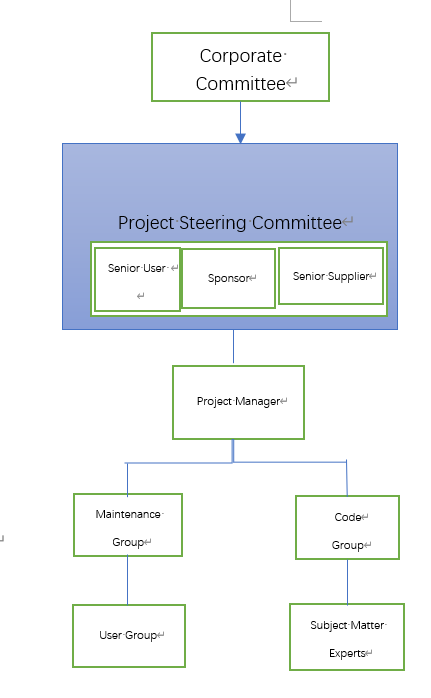 Corporate
Committee
Project Steering Committee
Senior User
Sponsor
Senior Supplier
Project Manager
Maintenance
Group
Code
Group
User Group
Subject Matter
Experts